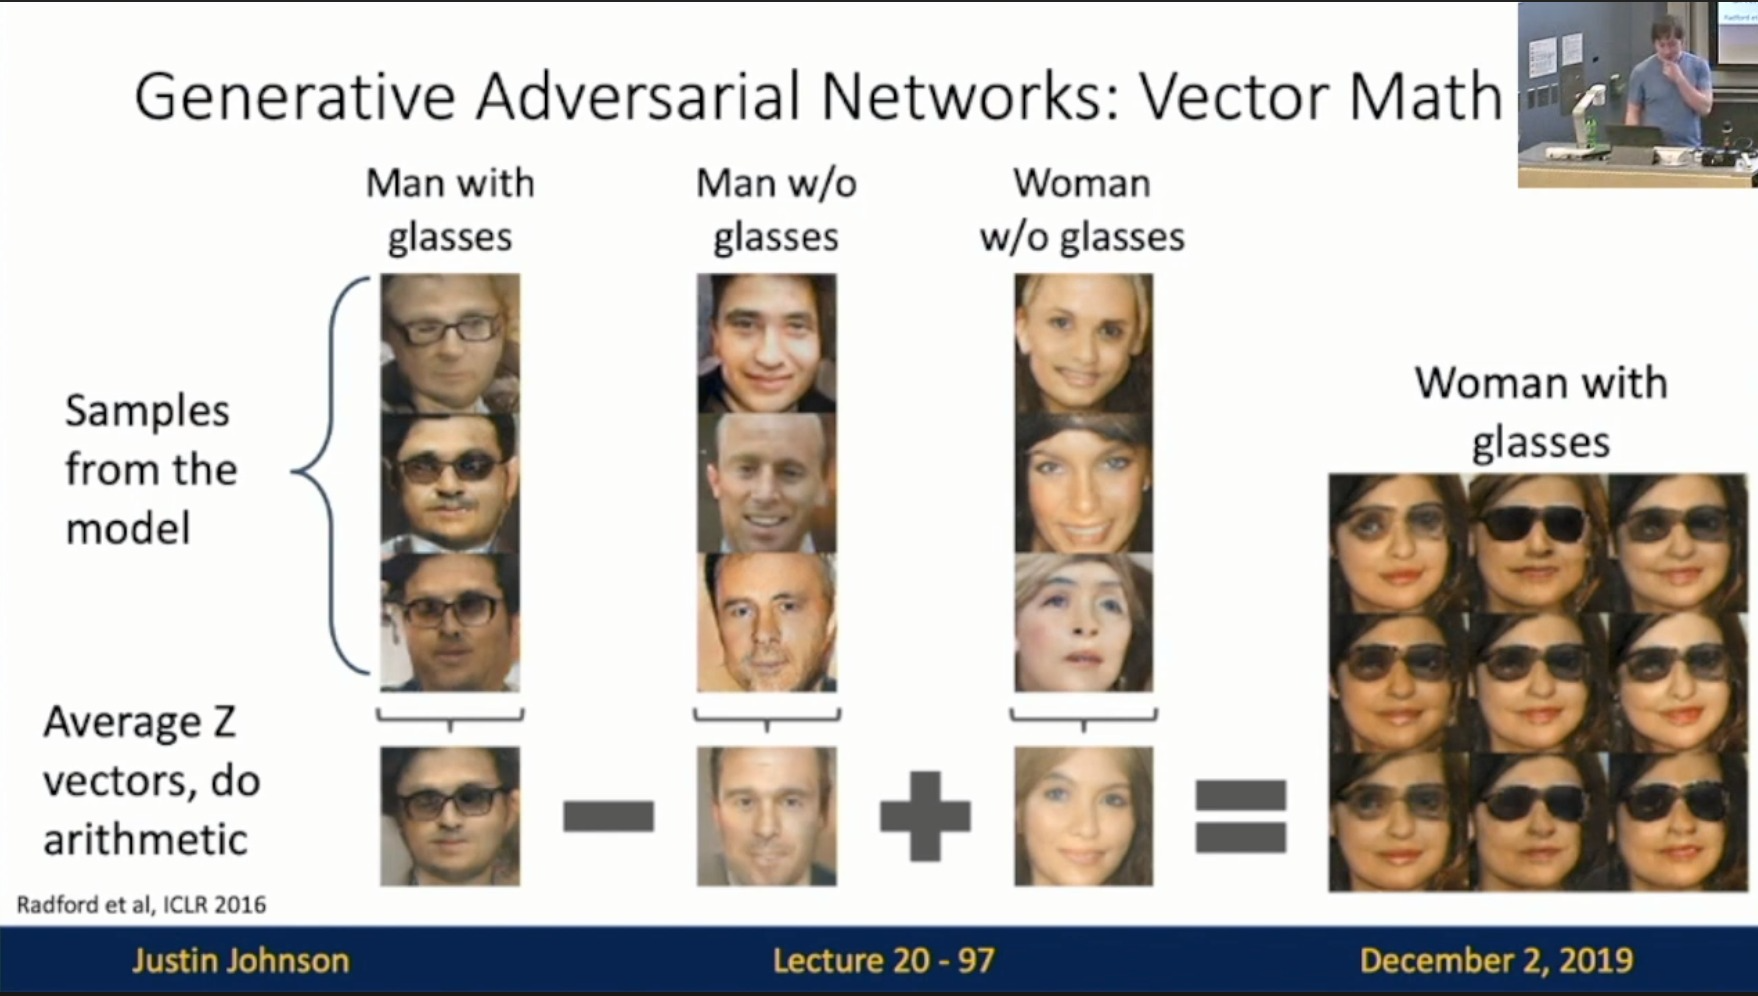 Generative Adversarial Networks: Vector Math
Man with
glasses
Man w/o
glasses
Woman
w/o glasses
Samples
from the
model
Woman with
glasses
Average Z
vectors, do
arithmetic
Radford et al, ICLR 2016
Justin Johnson
Lecture 20 - 97
December 2, 2019